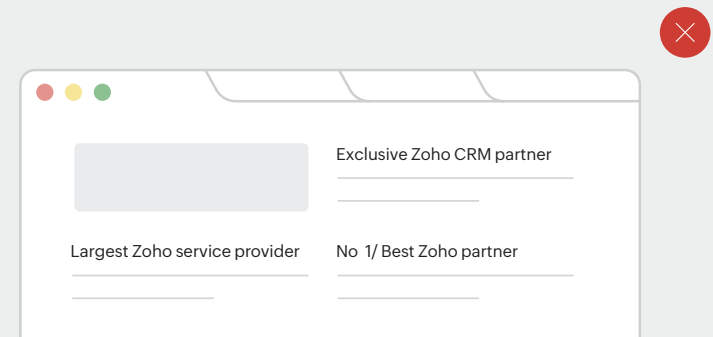 Exclusive Zoho CRM partner
Largest Zoho service provider
No 1/ Best Zoho partner